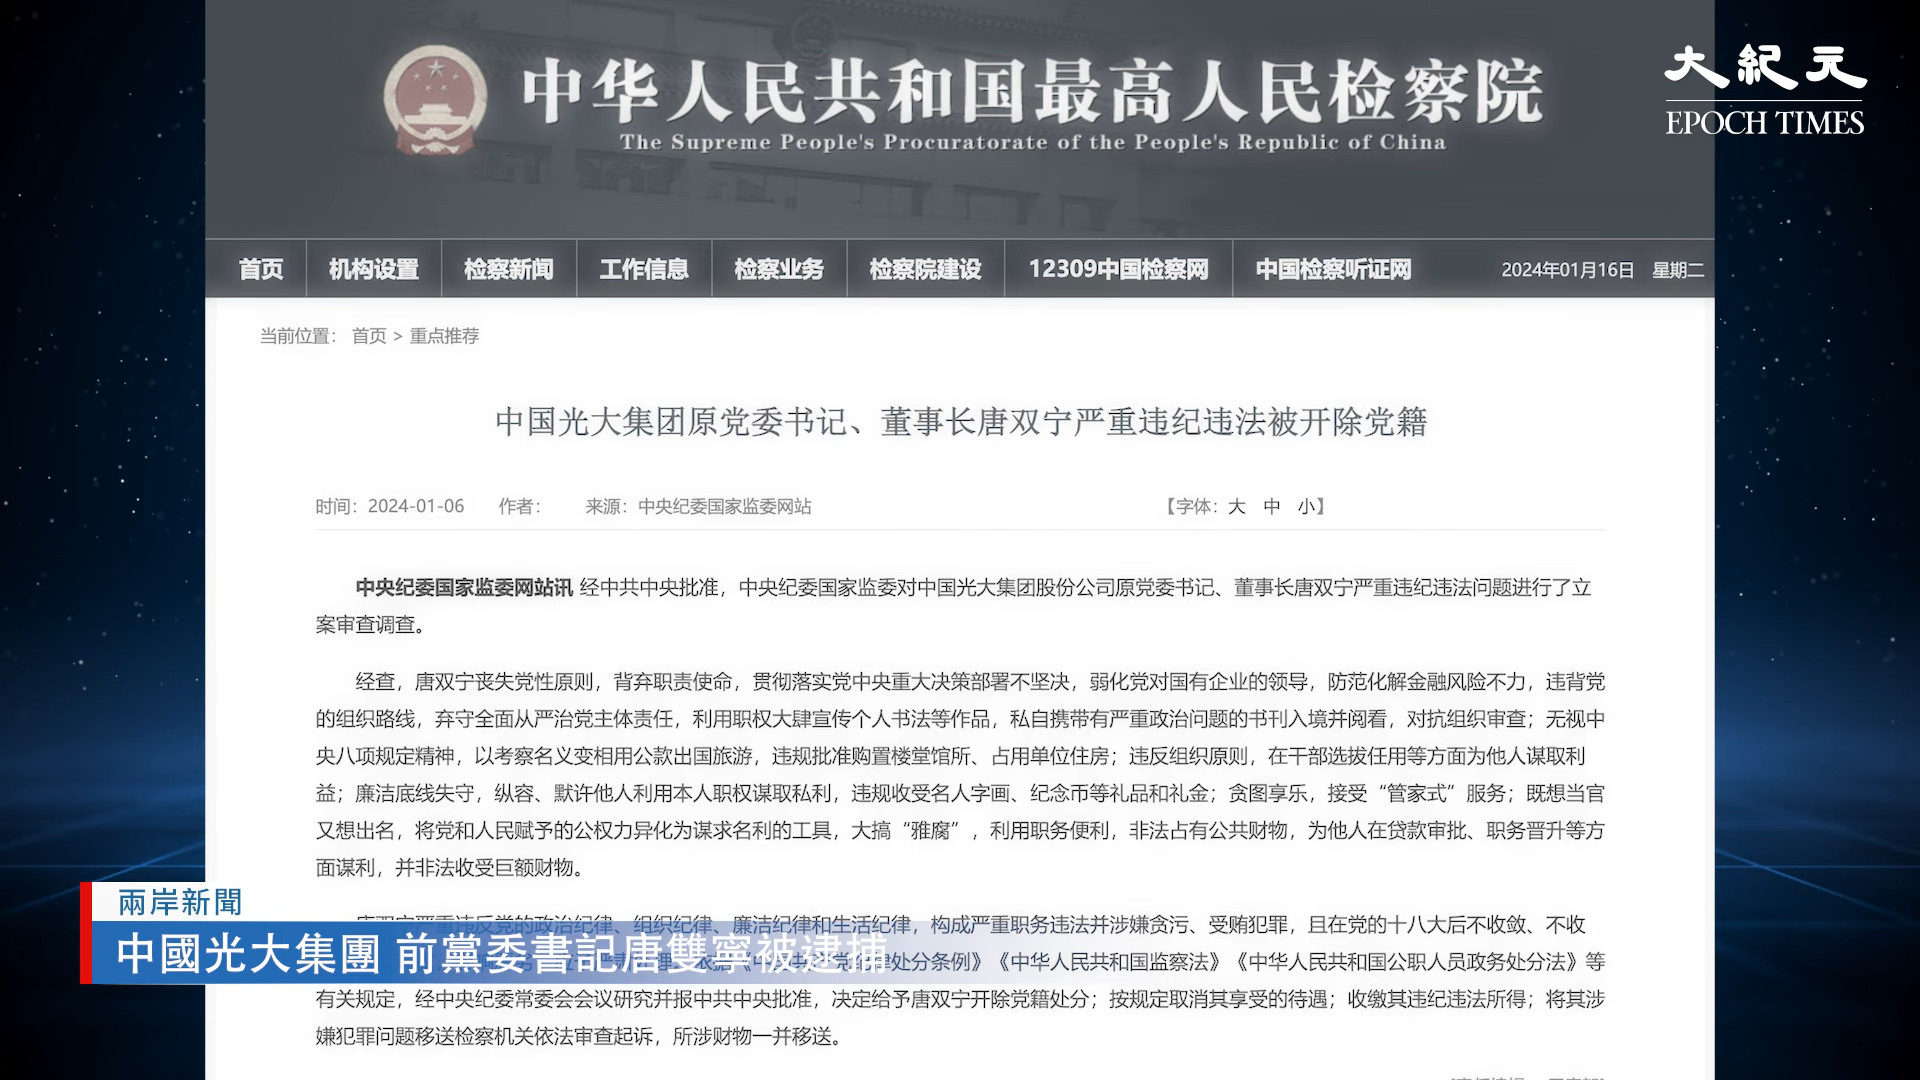 中华人民共和国最高人民检察院
The Supreme People's Procuratorate of the People's Republic of China
大紀元
EPOCH TIMES
首页 机构设置 检察新闻 工作信息 检察业务 检察院建设 12309中国检察网 中国检察听证网 2024年01月16日 星期二
当前位置： 首页 > 重点推荐
中国光大集团原党委书记、董事长唐双宁严重违纪违法被开除党籍
时间：2024-01-06 作者： 来源：中央纪委国家监委网站 【字体：大 中 小】
中央纪委国家监委网站讯 经中共中央批准，中央纪委国家监委对中国光大集团股份公司原党委书记、董事长唐双宁严重违纪违法问题进行了立
案审查调查。
经查，唐双宁丧失党性原则，背弃职责使命，贯彻落实党中央重大决策部署不坚决，弱化党对国有企业的领导，防范化解金融风险不力，违背党
的组织路线，弃守全面从严治党主体责任，利用职权大肆宣传个人书法等作品，私自携带有严重政治问题的书刊入境并阅看，对抗组织审查；无视中
央八项规定精神，以考察名义变相用公款出国旅游，违规批准购置楼堂馆所、占用单位住房；违反组织原则，在干部选拔任用等方面为他人谋取利
益；廉洁底线失守，纵容、默许他人利用本人职权谋取私利，违规收受名人字画、纪念币等礼品和礼金；贪图享乐，接受“管家式”服务；既想当官
又想出名，将党和人民赋予的公权力异化为谋求名利的工具，大搞“雅腐”，利用职务便利，非法占有公共财物，为他人在贷款审批、职务晋升等方
面谋利，并非法收受巨额财物。
唐双宁严重违反党的政治纪律、组织纪律、廉洁纪律和生活纪律，构成严重职务违法并涉嫌贪污、受贿犯罪，且在党的十八大后不收敛、不收
处分条例》《中华人民共和国监察法》《中华人民共和国公职人员政务处分法》等
有关规定，经中央纪委常委会会议研究并报中共中央批准，决定给予唐双宁开除党籍处分；按规定取消其享受的待遇；收缴其违纪违法所得；将其涉
嫌犯罪问题移送检察机关依法审查起诉，所涉财物一并移送。
兩岸新聞
中國光大集團 前黨委書記唐雙寧被逮捕